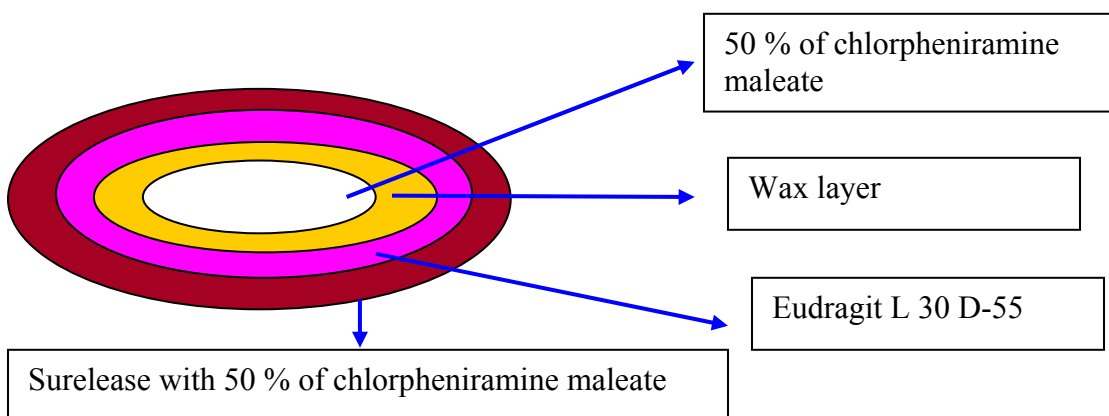 50 % of chlorpheniramine
maleate
Wax layer
Eudragit L 30 D-55
Surelease with 50 % of chlorpheniramine maleate